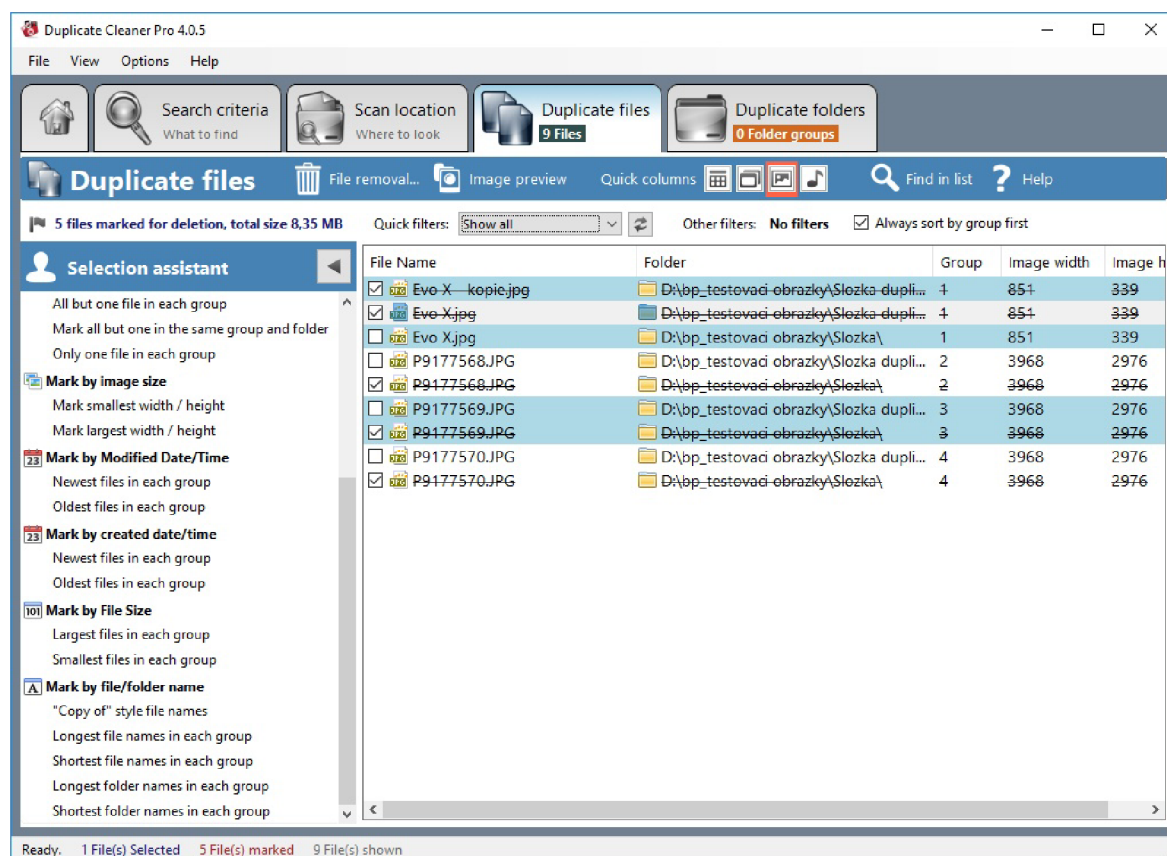 Duplicate Cleaner Pro 4.0.5
File View Options Help
Search criteria
What to find
Scan location
Where to look
Duplicate files
9 Files
Duplicate folders
0 Folder groups
Duplicate files File removal... Image preview Quick columns Find in list ? Help
5 files marked for deletion, total size 8,35 MB Quick filters: Show all Other filters: No filters Always sort by group first
Selection assistant
All but one file in each group
Mark all but one in the same group and folder
Only one file in each group
Mark by image size
Mark smallest width / height
Mark largest width / height
23 Mark by Modified Date/Time
Newest files in each group
Oldest files in each group
23 Mark by created date/time
Newest files in each group
Oldest files in each group
101 Mark by File Size
Largest files in each group
Smallest files in each group
A Mark by file/folder name
"Copy of" style file names
Longest file names in each group
Shortest file names in each group
Longest folder names in each group
Shortest folder names in each group
File Name Folder Group Image width Image h
Evo X – kopie.jpg D:\bp_testovaci obrazky\Slozka dupli... 1 851 339
Evo X.jpg D:\bp_testovaci obrazky\Slozka dupli... 1 851 339
Evo X.jpg D:\bp_testovaci obrazky\Slozka\ 1 851 339
P9177568.JPG D:\bp_testovaci obrazky\Slozka dupli... 2 3968 2976
P9177568.JPG D:\bp_testovaci obrazky\Slozka\ 2 3968 2976
P9177569.JPG D:\bp_testovaci obrazky\Slozka dupli... 3 3968 2976
P9177569.JPG D:\bp_testovaci obrazky\Slozka\ 3 3968 2976
P9177570.JPG D:\bp_testovaci obrazky\Slozka dupli... 4 3968 2976
P9177570.JPG D:\bp_testovaci obrazky\Slozka\ 4 3968 2976
Ready. 1 File(s) Selected 5 File(s) marked 9 File(s) shown